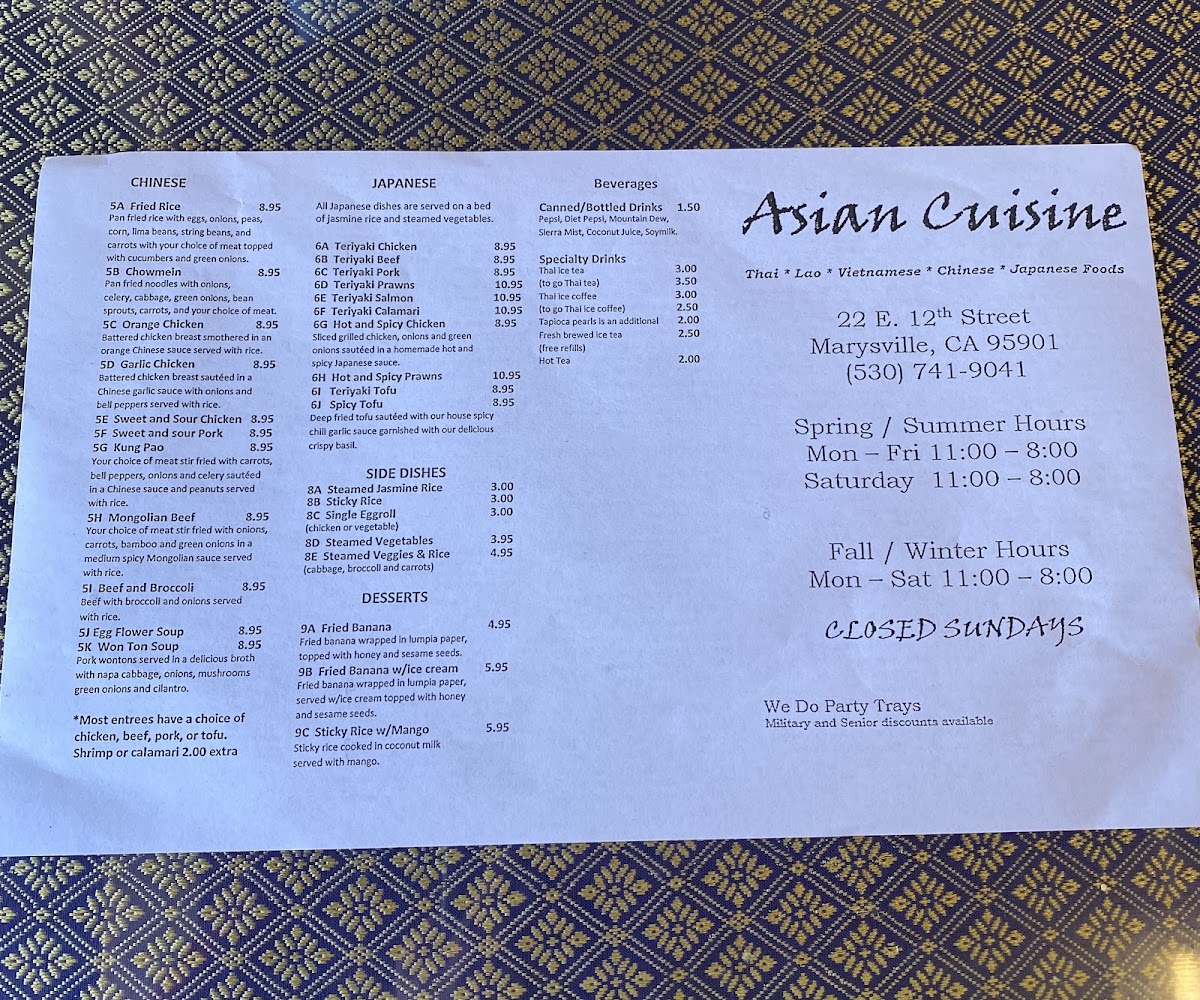 CHINESE
5A Fried Rice 8.95
Pan fried rice with eggs, onions, peas,
corn, lima beans, string beans, and
carrots with your choice of meat topped
with cucumbers and green onions.
5B Chowmein 8.95
Pan fried noodles with onions,
celery, cabbage, green onions, bean
sprouts, carrots, and your choice of meat.
5C Orange Chicken 8.95
Battered chicken breast smothered in an
orange Chinese sauce served with rice.
5D Garlic Chicken 8.95
Battered chicken breast sautéed in a
Chinese garlic sauce with onions and
bell peppers served with rice.
5E Sweet and Sour Chicken 8.95
5F Sweet and sour Pork 8.95
5G Kung Pao 8.95
Your choice of meat stir fried with carrots,
bell peppers, onions and celery sautéed
in a Chinese sauce and peanuts served
with rice.
5H Mongolian Beef 8.95
Your choice of meat stir fried with onions,
carrots, bamboo and green onions in a
medium spicy Mongolian sauce served
with rice.
5I Beef and Broccoli 8.95
Beef with broccoli and onions served
with rice.
5J Egg Flower Soup 8.95
5K Won Ton Soup 8.95
Pork wontons served in a delicious broth
with napa cabbage, onions, mushrooms
green onions and cilantro.
*Most entrees have a choice of
chicken, beef, pork, or tofu.
Shrimp or calamari 2.00 extra
JAPANESE
All Japanese dishes are served on a bed
of jasmine rice and steamed vegetables.
6A Teriyaki Chicken 8.95
6B Teriyaki Beef 8.95
6C Teriyaki Pork 8.95
6D Teriyaki Prawns 10.95
6E Teriyaki Salmon 10.95
6F Teriyaki Calamari 10.95
6G Hot and Spicy Chicken 8.95
Sliced grilled chicken, onions and green
onions sautéed in a homemade hot and
spicy Japanese sauce.
6H Hot and Spicy Prawns 10.95
6I Teriyaki Tofu 8.95
6J Spicy Tofu 8.95
Deep fried tofu sautéed with our house spicy
chili garlic sauce garnished with our delicious
crispy basil.
SIDE DISHES
8A Steamed Jasmine Rice 3.00
8B Sticky Rice 3.00
8C Single Eggroll 3.00
(chicken or vegetable)
8D Steamed Vegetables 3.95
8E Steamed Veggies & Rice 4.95
(cabbage, broccoli and carrots)
DESSERTS
9A Fried Banana 4.95
Fried banana wrapped in lumpia paper,
topped with honey and sesame seeds.
9B Fried Banana w/ice cream 5.95
Fried banana wrapped in lumpia paper,
served w/ice cream topped with honey
and sesame seeds.
9C Sticky Rice w/Mango 5.95
Sticky rice cooked in coconut milk
served with mango.
Beverages
Canned/Bottled Drinks 1.50
Pepsi, Diet Pepsi, Mountain Dew,
Sierra Mist, Coconut Juice, Soymilk.
Specialty Drinks
Thai ice tea 3.00
(to go Thai tea) 3.50
Thai ice coffee 3.00
(to go Thai ice coffee) 2.50
Tapioca pearls is an additional 2.00
Fresh brewed ice tea 2.50
(free refills)
Hot Tea 2.00
Asian Cuisine
Thai * Lao * Vietnamese * Chinese * Japanese Foods
22 E. 12th Street
Marysville, CA 95901
(530) 741-9041
Spring / Summer Hours
Mon – Fri 11:00 – 8:00
Saturday 11:00 – 8:00
Fall / Winter Hours
Mon – Sat 11:00 – 8:00
CLOSED SUNDAYS
We Do Party Trays
Military and Senior discounts available